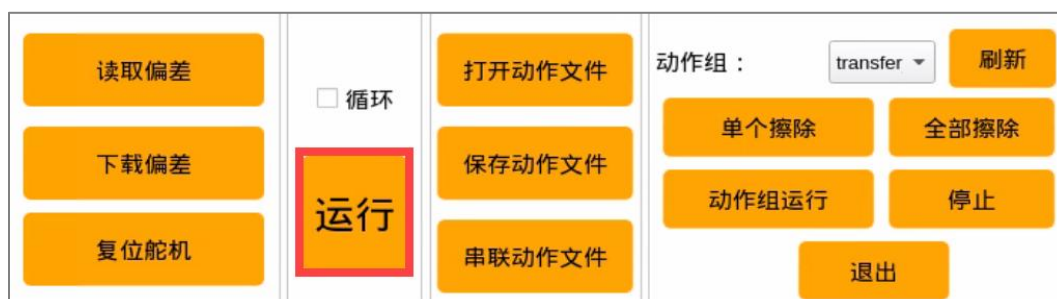 读取偏差
下载偏差
复位舵机
循环
运行
打开动作文件
保存动作文件
串联动作文件
动作组： transfer 刷新
单个擦除 全部擦除
动作组运行 停止
退出